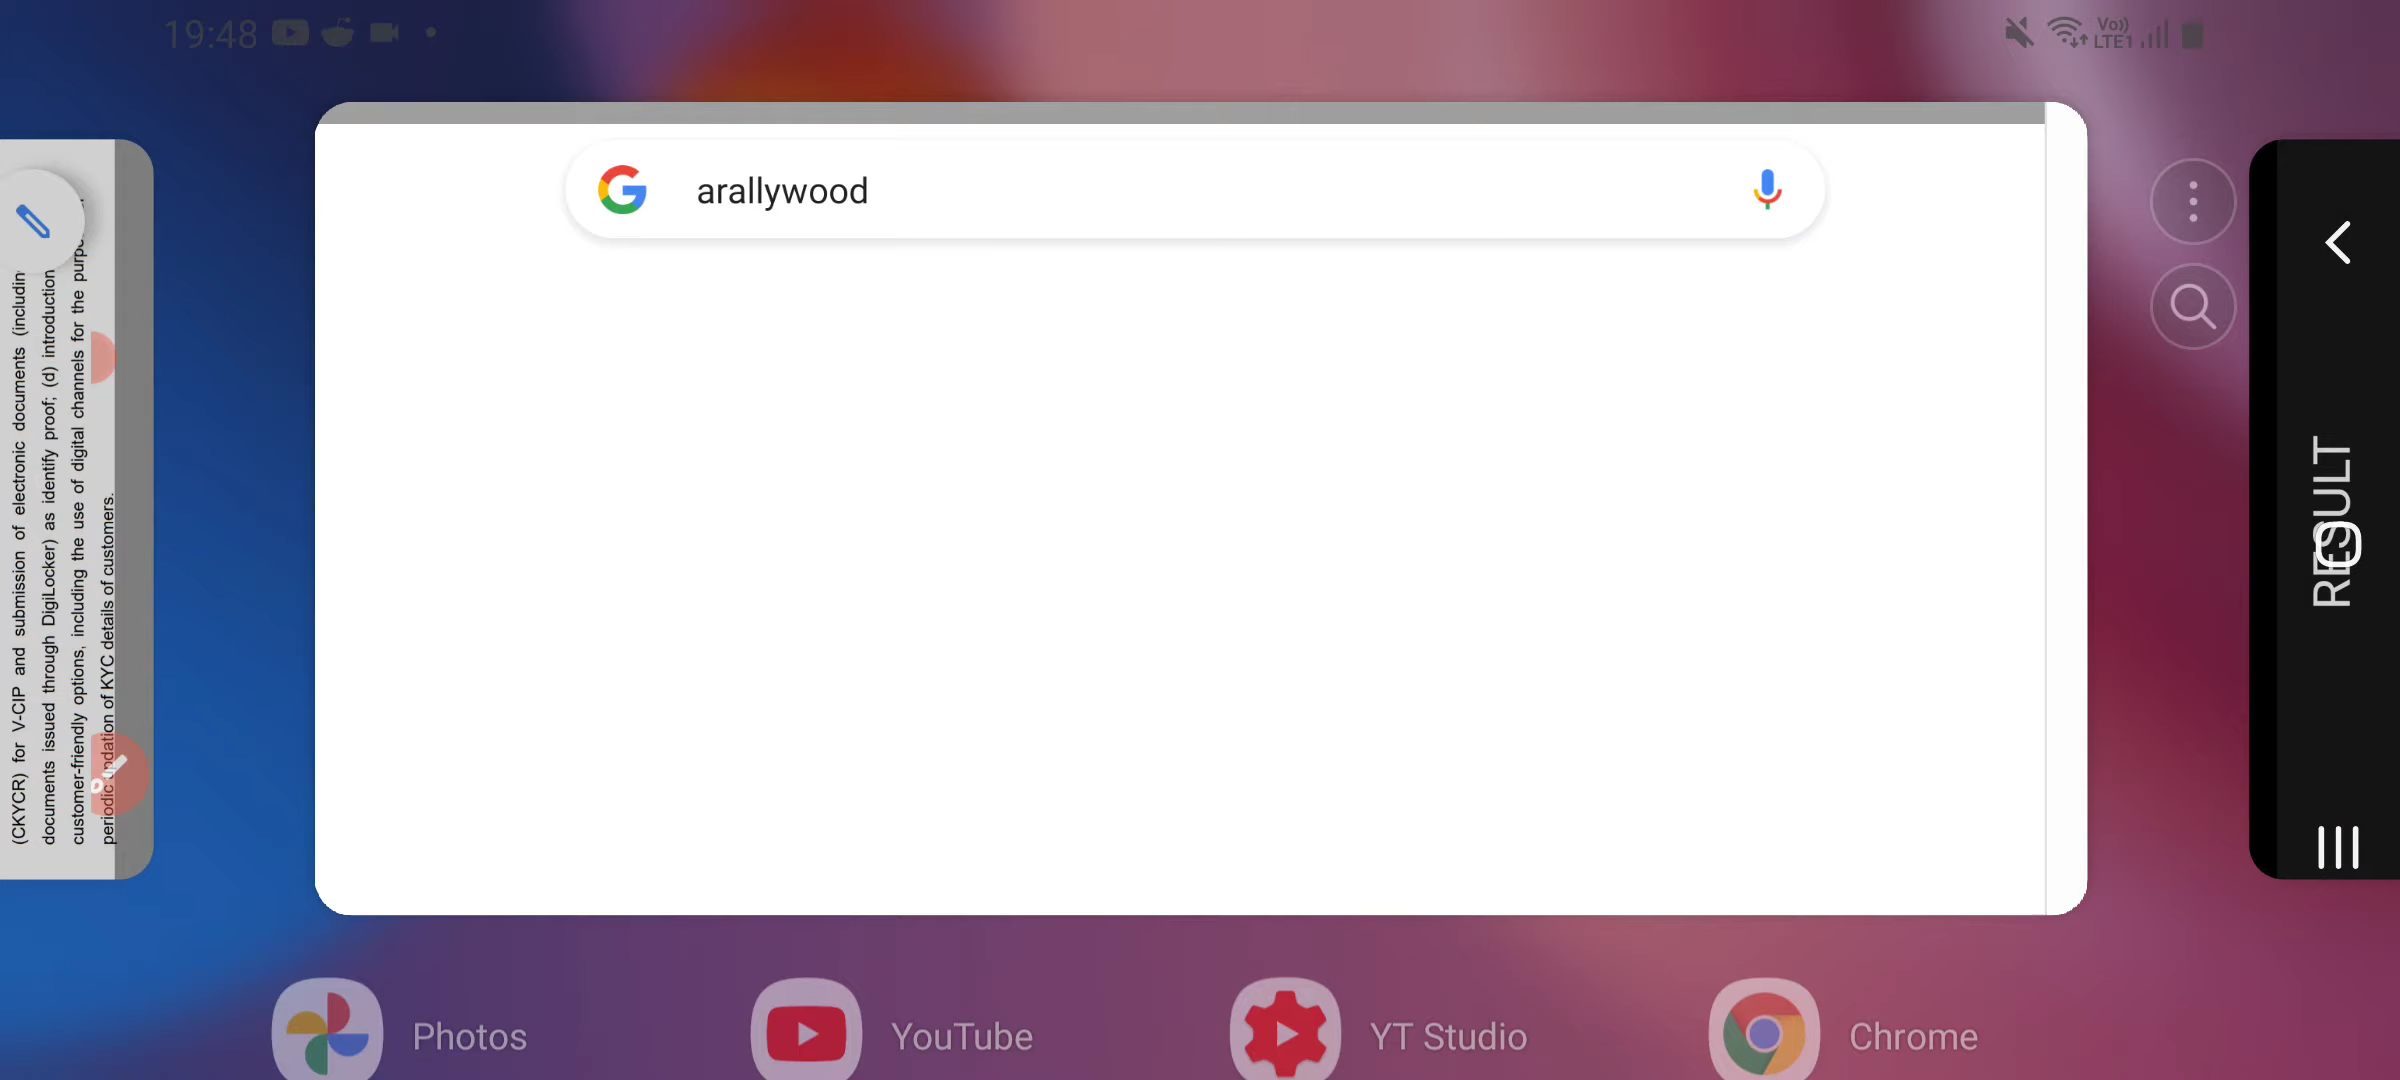 19:48
Vo))
LTE1
arallywood
(CKYCR) for V-CIP and submission of electronic documents (includin
documents issued through DigiLocker) as identify proof; (d) introduction
customer-friendly options, including the use of digital channels for the purp
periodic updation of KYC details of customers.
RESULT
Photos
YouTube
YT Studio
Chrome